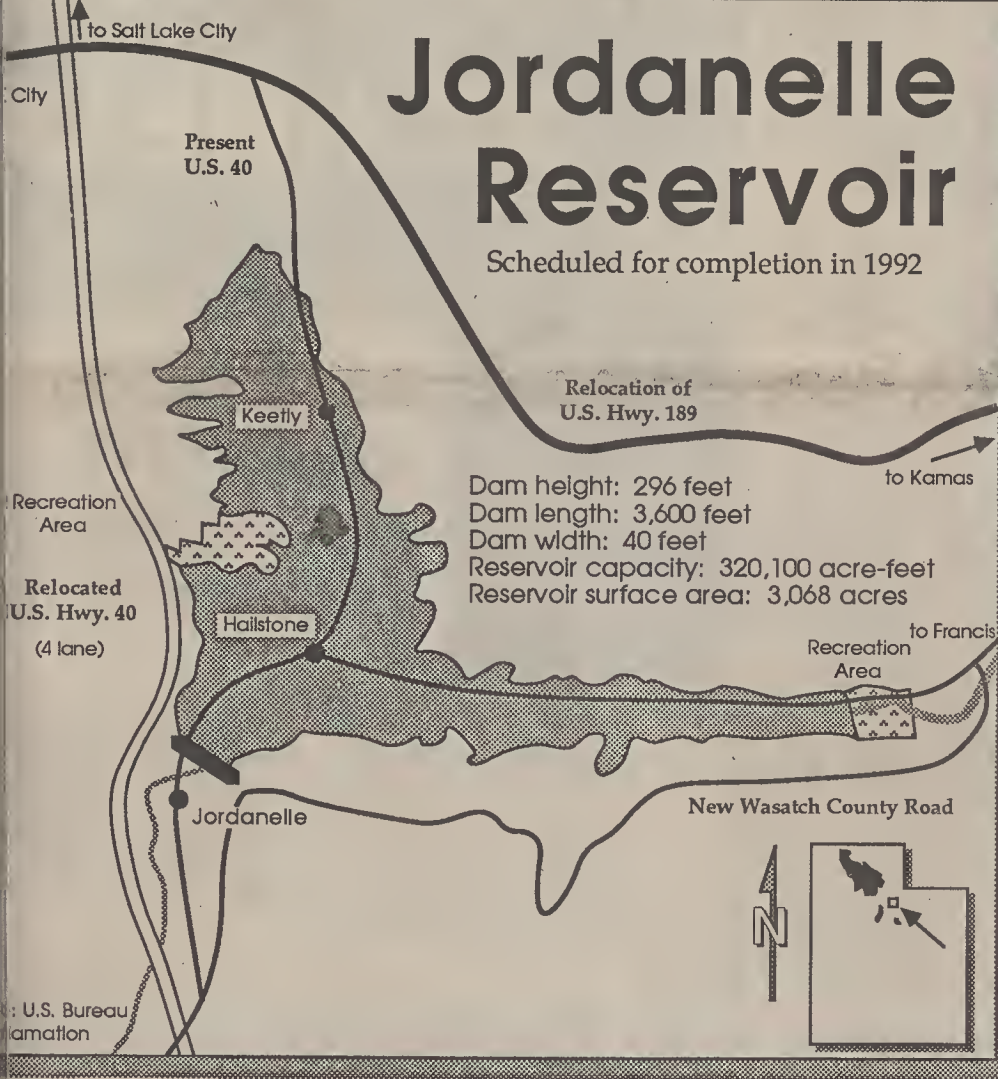 to Salt Lake City
City
Jordanelle
Reservoir
Scheduled for completion in 1992
Present
U.S. 40
Keetly
Relocation of
U.S. Hwy. 189
to Kamas
Dam height: 296 feet
Dam length: 3,600 feet
Dam width: 40 feet
Reservoir capacity: 320,100 acre-feet
Reservoir surface area: 3,068 acres
Recreation
Area
Relocated
U.S. Hwy. 40
(4 lane)
Hailstone
to Francis
Recreation
Area
Jordanelle
New Wasatch County Road
N
: U.S. Bureau
lamation